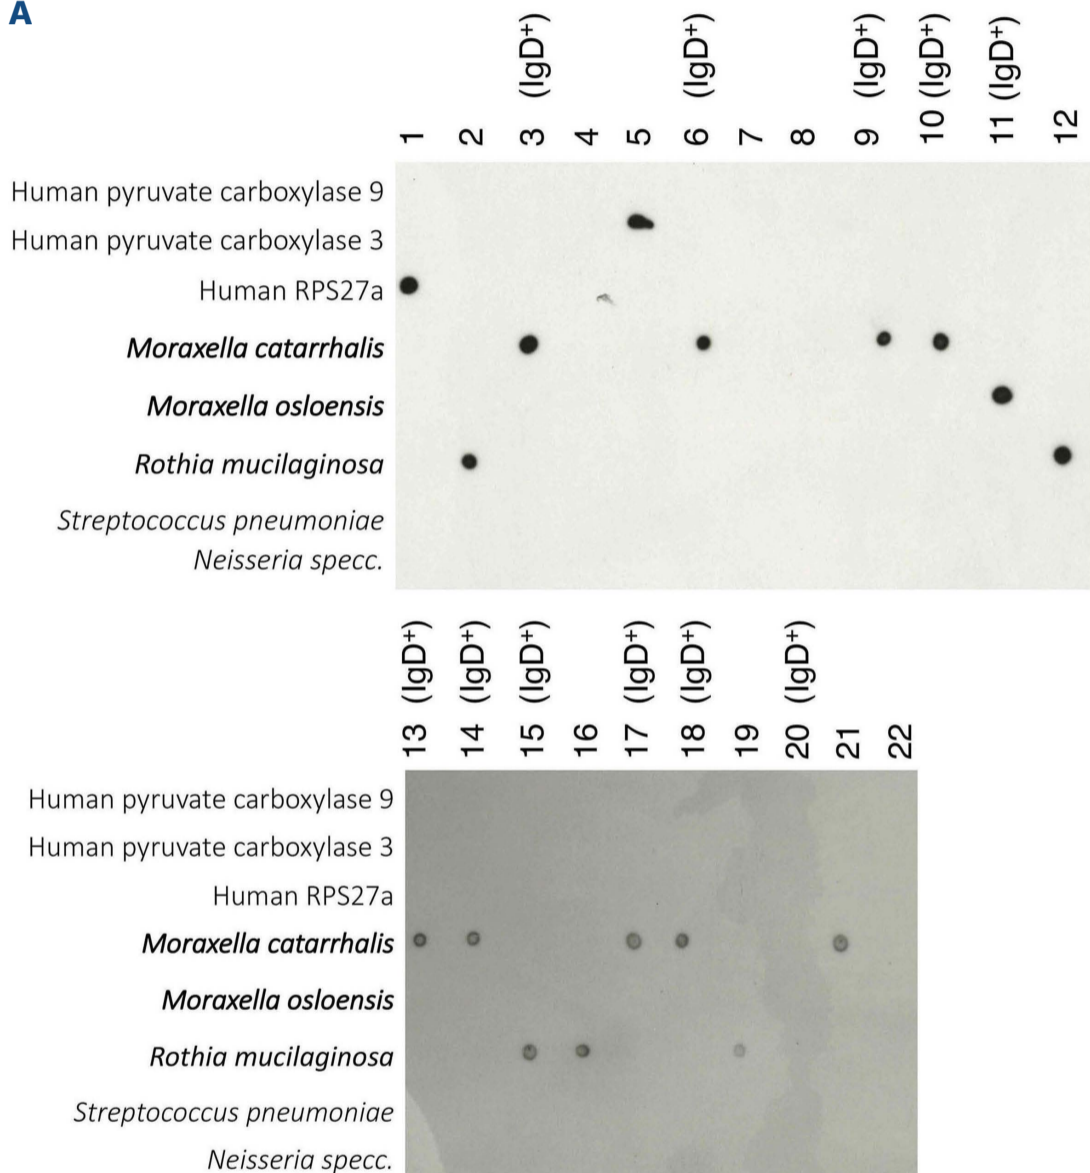 A
1 2 3 (IgD+) 4 5 6 (IgD+) 7 8 9 (IgD+) 10 (IgD+) 11 (IgD+) 12
Human pyruvate carboxylase 9
Human pyruvate carboxylase 3
Human RPS27a
Moraxella catarrhalis
Moraxella osloensis
Rothia mucilaginosa
Streptococcus pneumoniae
Neisseria specc.
13 (IgD+) 14 (IgD+) 15 (IgD+) 16 17 (IgD+) 18 (IgD+) 19 20 (IgD+) 21 22
Human pyruvate carboxylase 9
Human pyruvate carboxylase 3
Human RPS27a
Moraxella catarrhalis
Moraxella osloensis
Rothia mucilaginosa
Streptococcus pneumoniae
Neisseria specc.